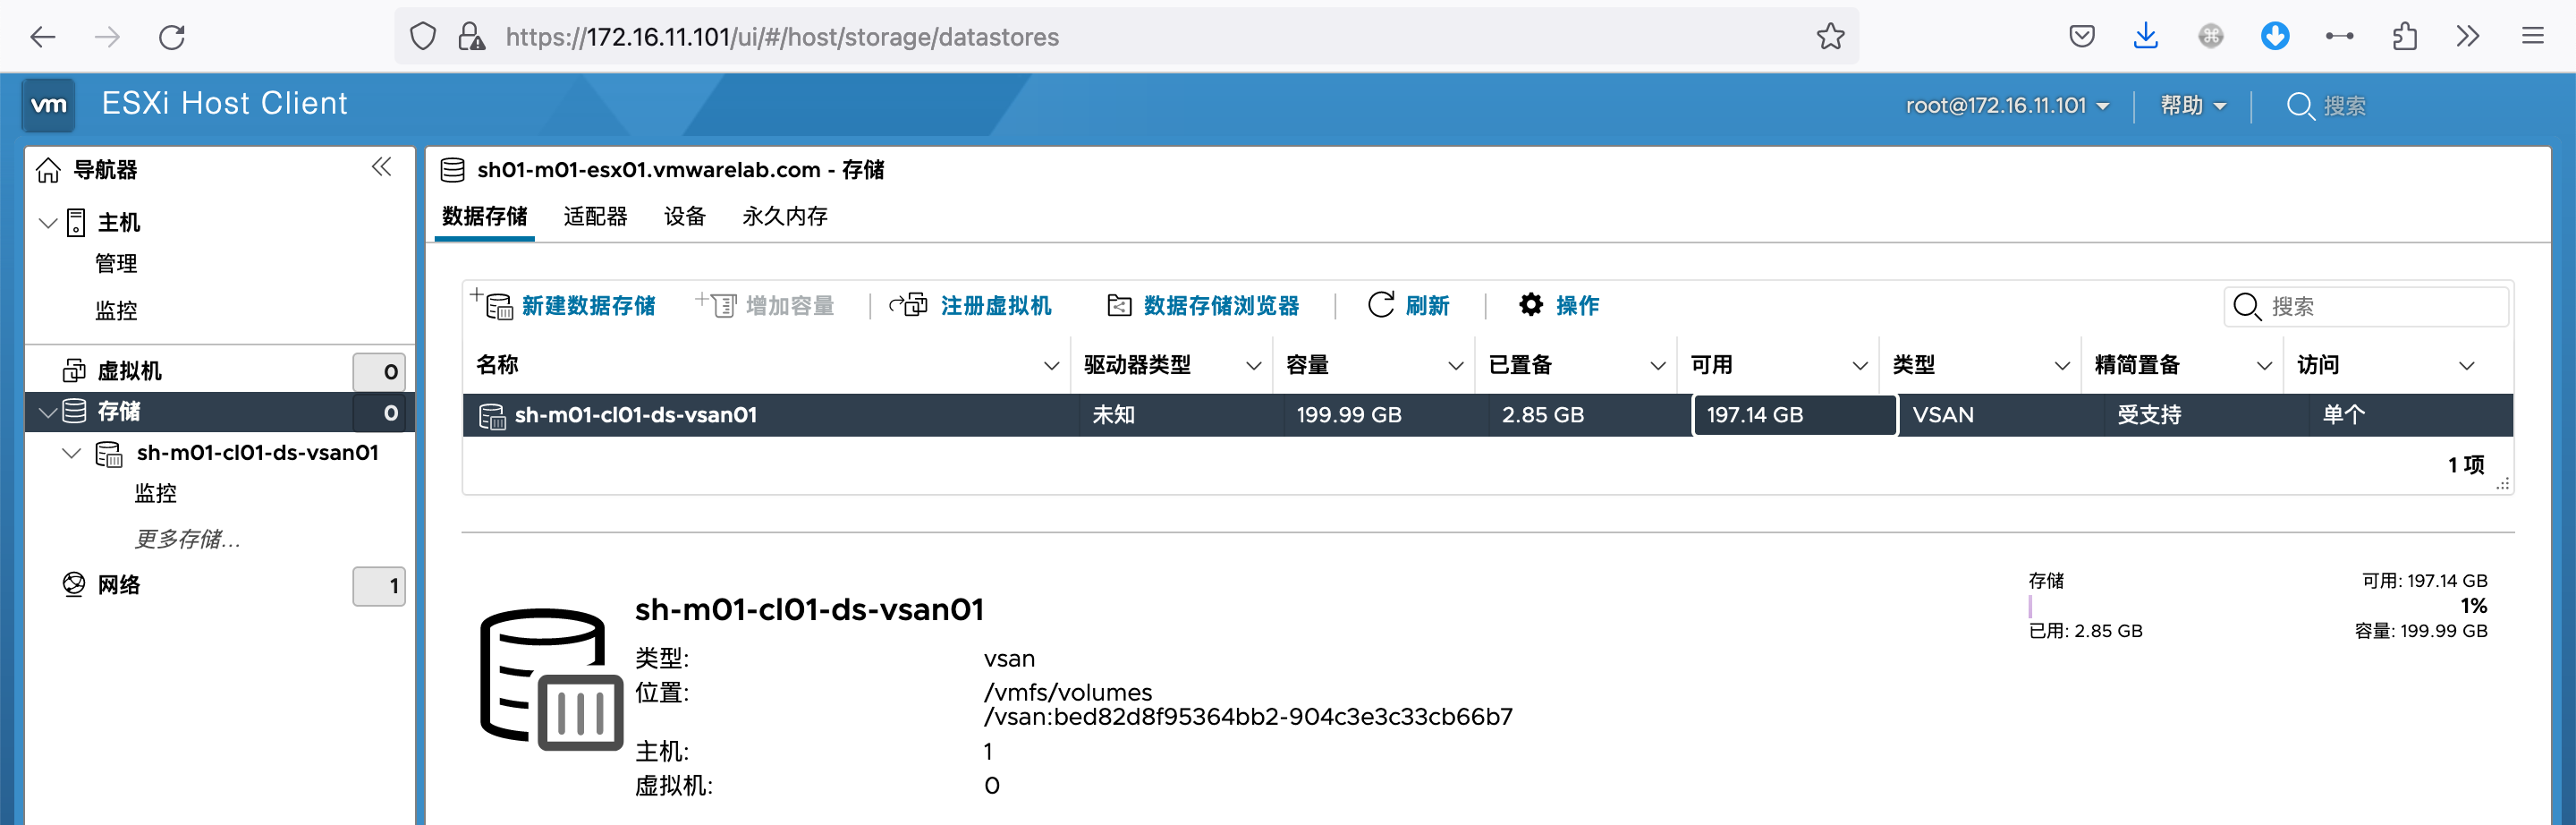 https://172.16.11.101/ui/#/host/storage/datastores
vm ESXi Host Client root@172.16.11.101 帮助 搜索
导航器
主机
管理
监控
虚拟机 0
存储 0
sh-m01-cl01-ds-vsan01
监控
更多存储...
网络 1
sh01-m01-esx01.vmwarelab.com - 存储
数据存储 适配器 设备 永久内存
新建数据存储 增加容量 注册虚拟机 数据存储浏览器 刷新 操作 搜索
名称 驱动器类型 容量 已置备 可用 类型 精简置备 访问
sh-m01-cl01-ds-vsan01 未知 199.99 GB 2.85 GB 197.14 GB VSAN 受支持 单个
1 项
sh-m01-cl01-ds-vsan01
类型: vsan
位置: /vmfs/volumes
/vsan:bed82d8f95364bb2-904c3e3c33cb66b7
主机: 1
虚拟机: 0
存储 可用: 197.14 GB
1%
已用: 2.85 GB 容量: 199.99 GB